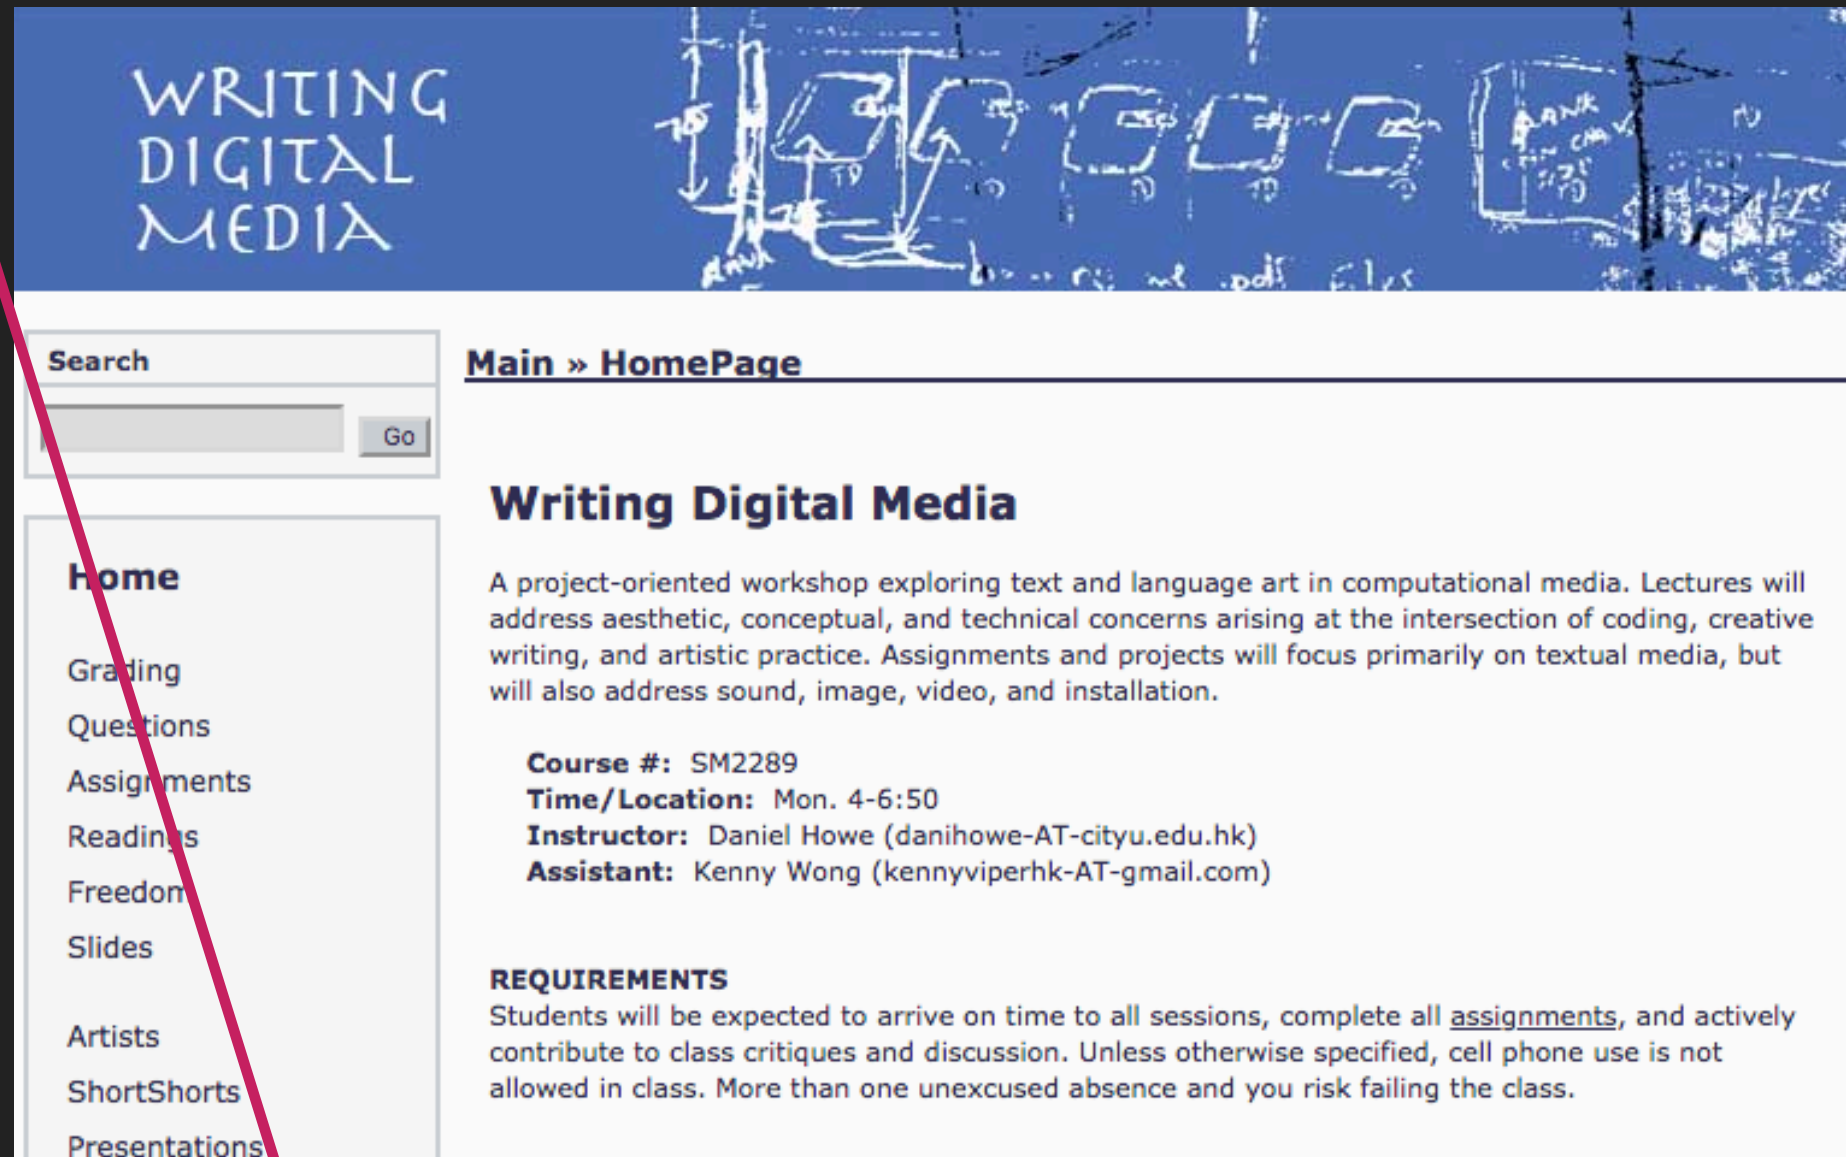 WRITING
DIGITAL
MEDIA
Search
Go
Main » HomePage
Home
Grading
Questions
Assignments
Readings
Freedom
Slides
Artists
ShortShorts
Presentations
Writing Digital Media
A project-oriented workshop exploring text and language art in computational media. Lectures will
address aesthetic, conceptual, and technical concerns arising at the intersection of coding, creative
writing, and artistic practice. Assignments and projects will focus primarily on textual media, but
will also address sound, image, video, and installation.
Course #: SM2289
Time/Location: Mon. 4-6:50
Instructor: Daniel Howe (danihowe-AT-cityu.edu.hk)
Assistant: Kenny Wong (kennyviperhk-AT-gmail.com)
REQUIREMENTS
Students will be expected to arrive on time to all sessions, complete all assignments, and actively
contribute to class critiques and discussion. Unless otherwise specified, cell phone use is not
allowed in class. More than one unexcused absence and you risk failing the class.